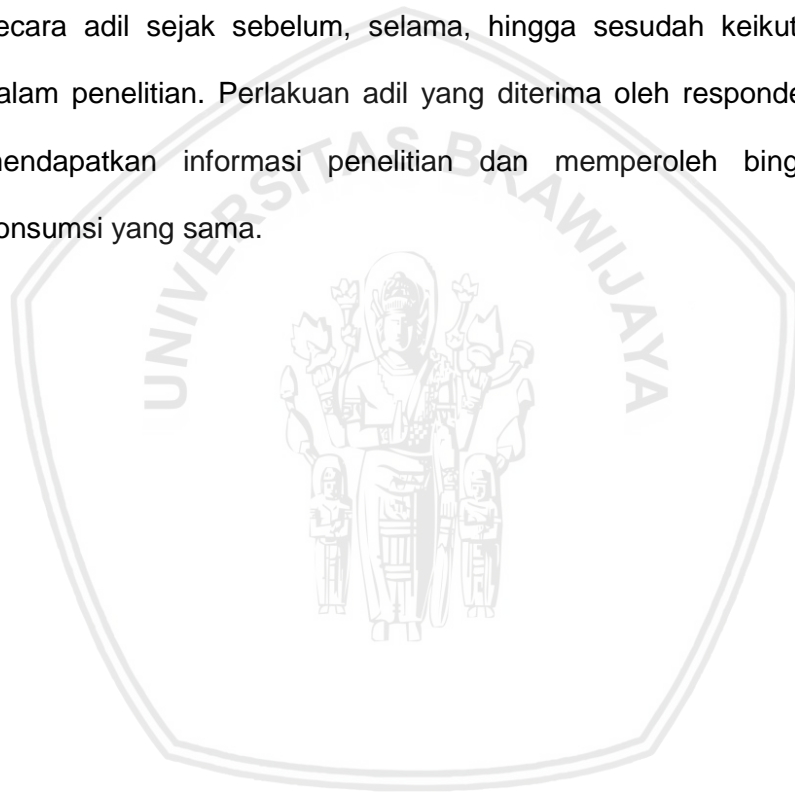 ecara adil sejak sebelum, selama, hingga sesudah keikut
alam penelitian. Perlakuan adil yang diterima oleh responde
nendapatkan informasi penelitian dan memperoleh bing
onsumsi yang sama.
UNIVERSITAS BRAWIJAYA